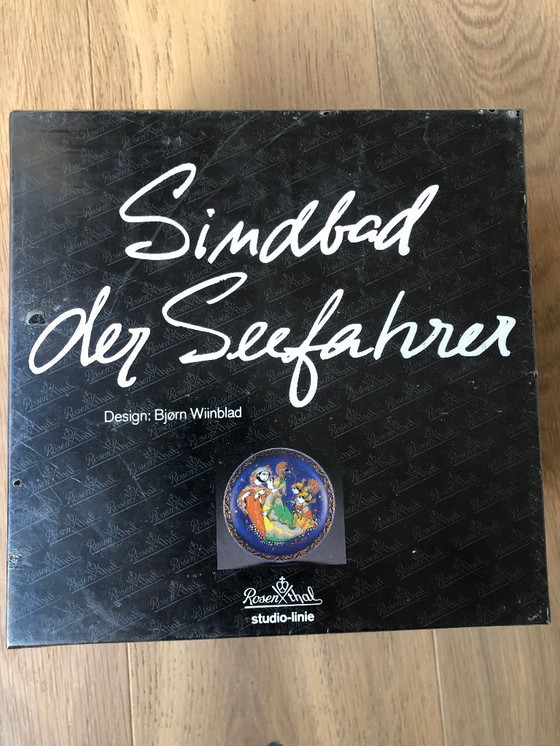 Sindbad
der Seefahrer
Design: Bjørn Wiinblad
Rosenthal
studio-linie